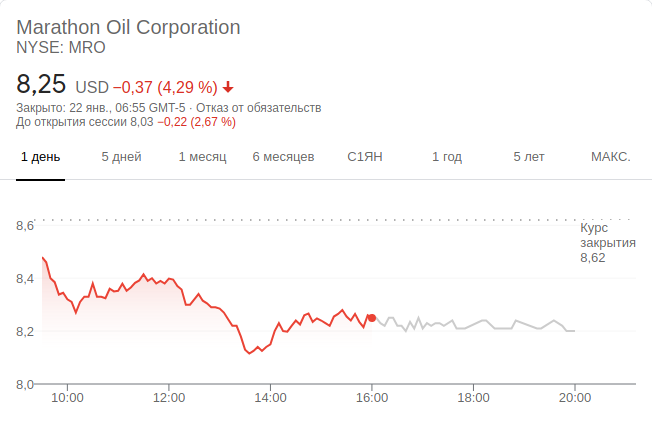 Marathon Oil Corporation
NYSE: MRO
8,25 USD −0,37 (4,29 %)
Закрыто: 22 янв., 06:55 GMT-5 · Отказ от обязательств
До открытия сессии 8,03 −0,22 (2,67 %)
1 день 5 дней 1 месяц 6 месяцев С1ЯН 1 год 5 лет МАКС.
8,6
Курс
закрытия
8,62
8,4
8,2
8,0
10:00 12:00 14:00 16:00 18:00 20:00